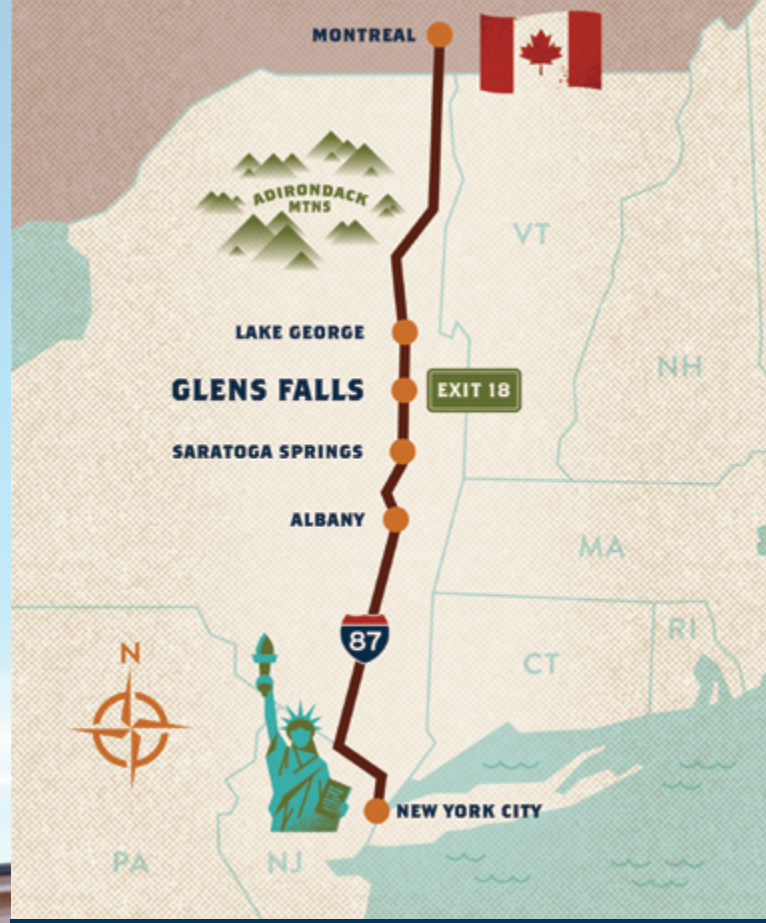 MONTREAL
ADIRONDACK
MTNS
VT
LAKE GEORGE
NH
GLENS FALLS
EXIT 18
SARATOGA SPRINGS
ALBANY
MA
87
RI
N
CT
NEW YORK CITY
PA
NJ